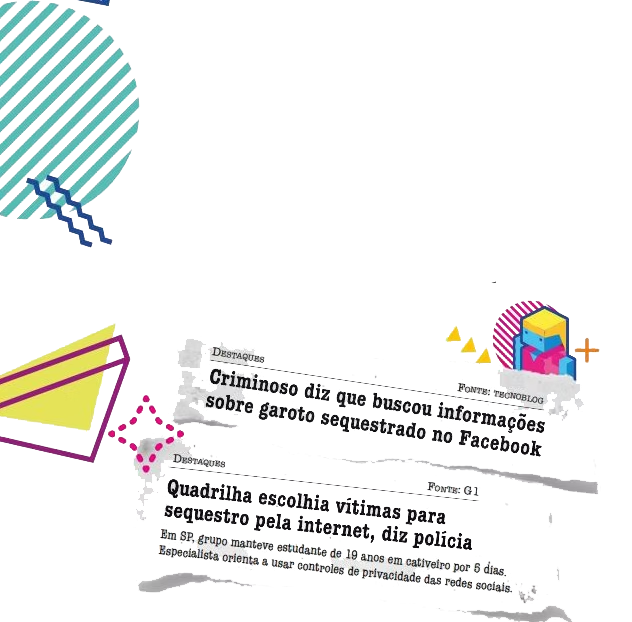 Destaques
Fonte: tecnoblog
Criminoso diz que buscou informações
sobre garoto sequestrado no Facebook
Destaques
Fonte: G1
Quadrilha escolhia vítimas para
sequestro pela internet, diz polícia
Em SP, grupo manteve estudante de 19 anos em cativeiro por 5 dias.
Especialista orienta a usar controles de privacidade das redes sociais.